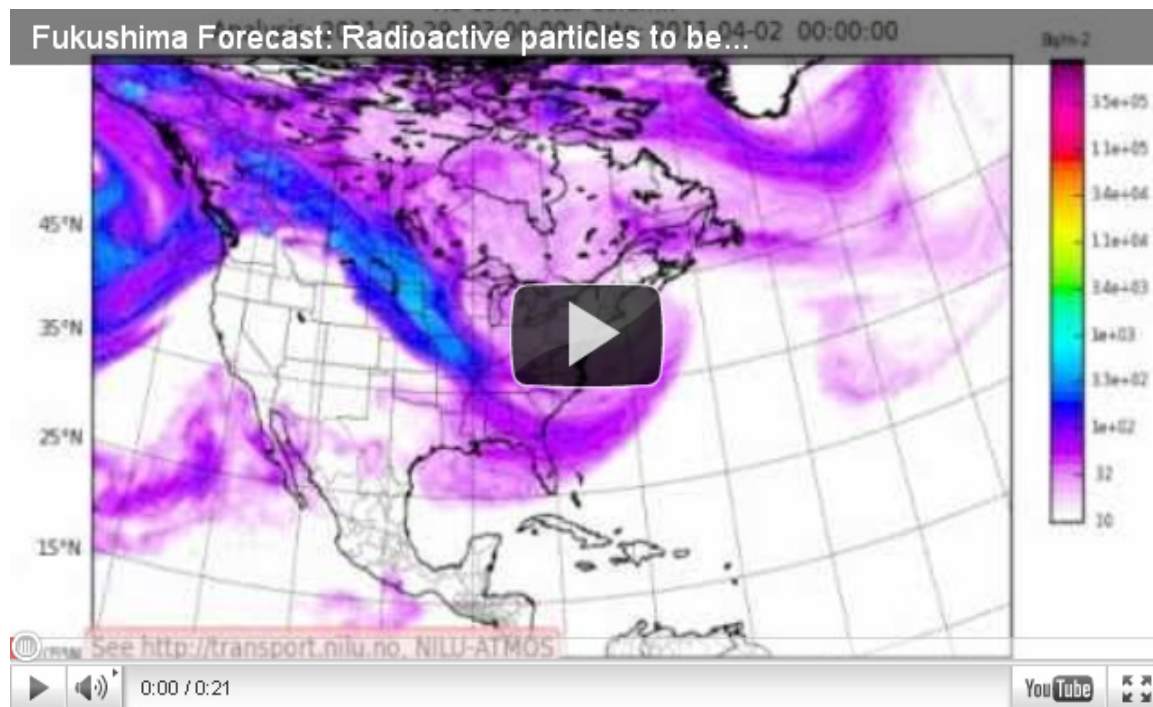 Fukushima Forecast: Radioactive particles to be...
04-02 00:00:00
Bq/m-2
3.5e+05
1.1e+05
3.4e+04
1.1e+04
3.4e+03
1e+03
3.3e+02
1e+02
32
10
45°N
35°N
25°N
15°N
See http://transport.nilu.no, NILU-ATMOS
0:00 / 0:21
YouTube